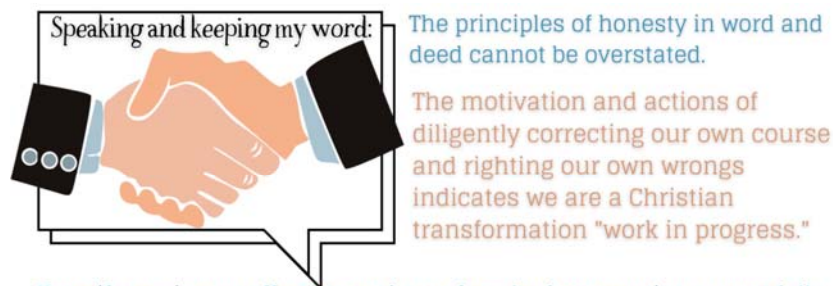 Speaking and keeping my word:
The principles of honesty in word and
deed cannot be overstated.
The motivation and actions of
diligently correcting our own course
and righting our own wrongs
indicates we are a Christian
transformation "work in progress."